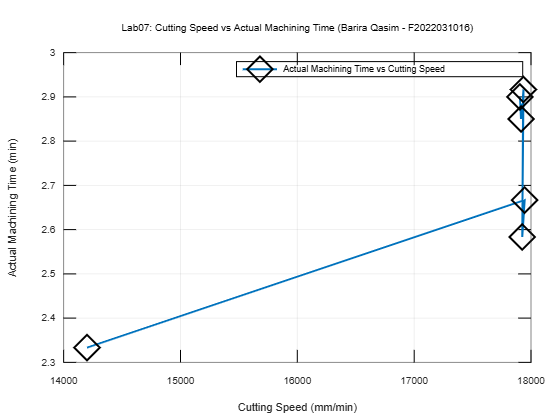 Lab07: Cutting Speed vs Actual Machining Time (Barira Qasim - F2022031016)
Actual Machining Time vs Cutting Speed
3
2.9
2.8
2.7
2.6
2.5
2.4
2.3
Actual Machining Time (min)
14000 15000 16000 17000 18000
Cutting Speed (mm/min)